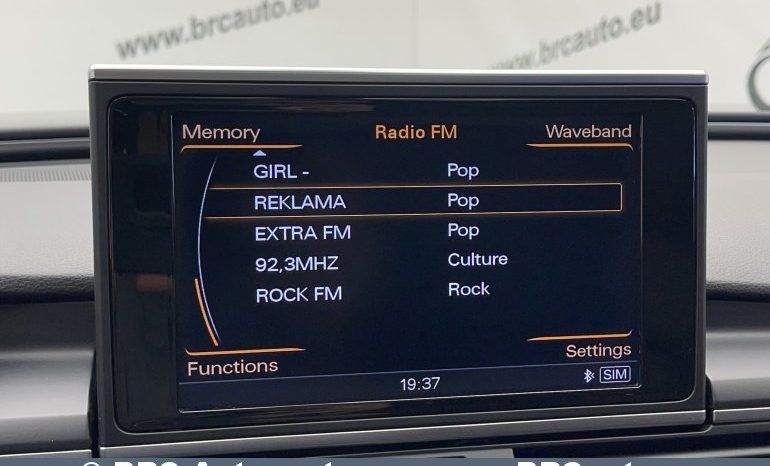 www.brcauto.eu
www.brcauto.eu
Memory Radio FM Waveband
GIRL - Pop
REKLAMA Pop
EXTRA FM Pop
92,3MHZ Culture
ROCK FM Rock
Functions Settings
19:37 SIM